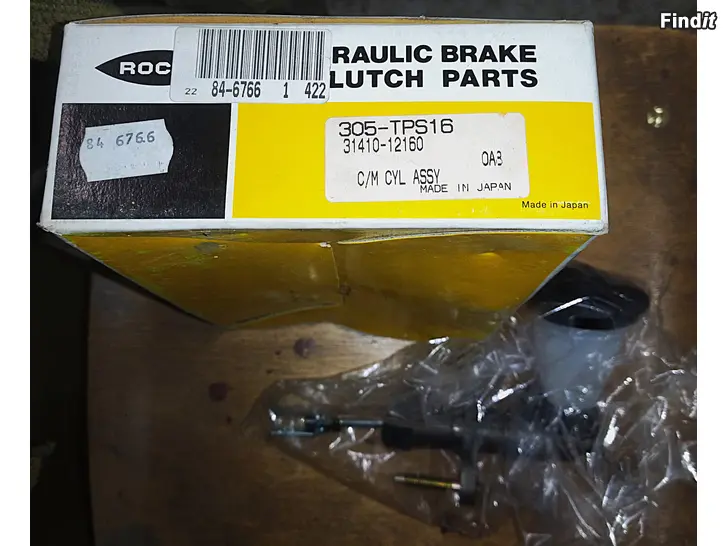 Findit
ROC
RAULIC BRAKE
LUTCH PARTS
22 84-6766 1 422
84 6766
305-TPS16
31410-12160
0A3
C/M CYL ASSY
MADE IN JAPAN
Made in Japan